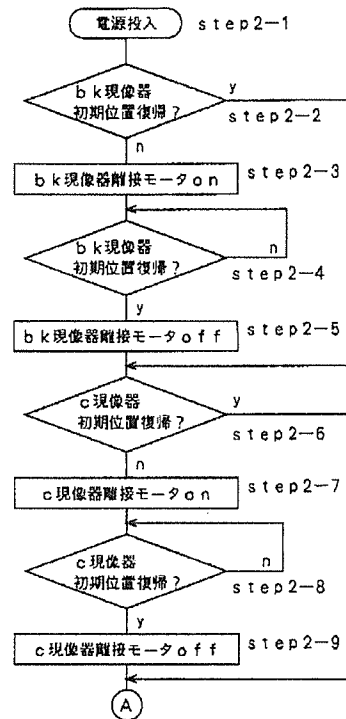 電源投入 step2-1
bk現像器
初期位置復帰？
y
step2-2
n
bk現像器離接モータon step2-3
bk現像器
初期位置復帰？
n
step2-4
y
bk現像器離接モータoff step2-5
c現像器
初期位置復帰？
y
step2-6
n
c現像器離接モータon step2-7
c現像器
初期位置復帰？
n
step2-8
y
c現像器離接モータoff step2-9
A